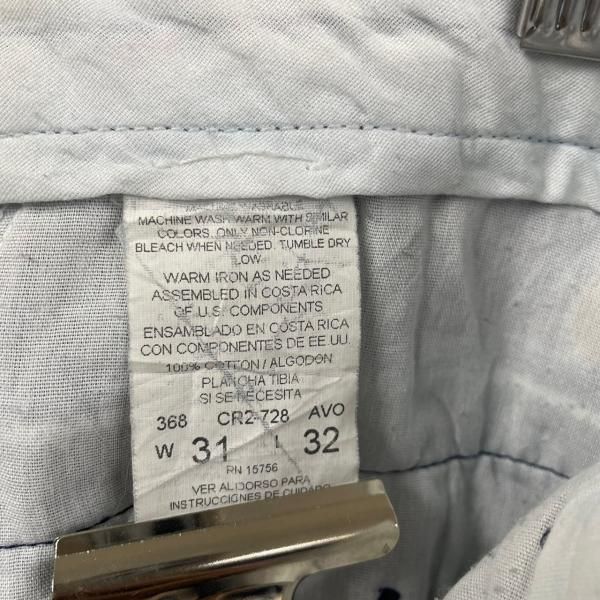 MACHINE WASHABLE
MACHINE WASH WARM WITH SIMILAR
COLORS, ONLY NON-CLORINE
BLEACH WHEN NEEDED. TUMBLE DRY
LOW
WARM IRON AS NEEDED
ASSEMBLED IN COSTA RICA
OF U.S. COMPONENTS
ENSAMBLADO EN COSTA RICA
CON COMPONENTES DE EE UU.
100% COTTON / ALGODON
PLANCHA TIBIA
SI SE NECESITA
368 CR2-728 AVO
W 31 L 32
RN 15756
VER AL DORSO PARA
INSTRUCCIONES DE CUIDADO